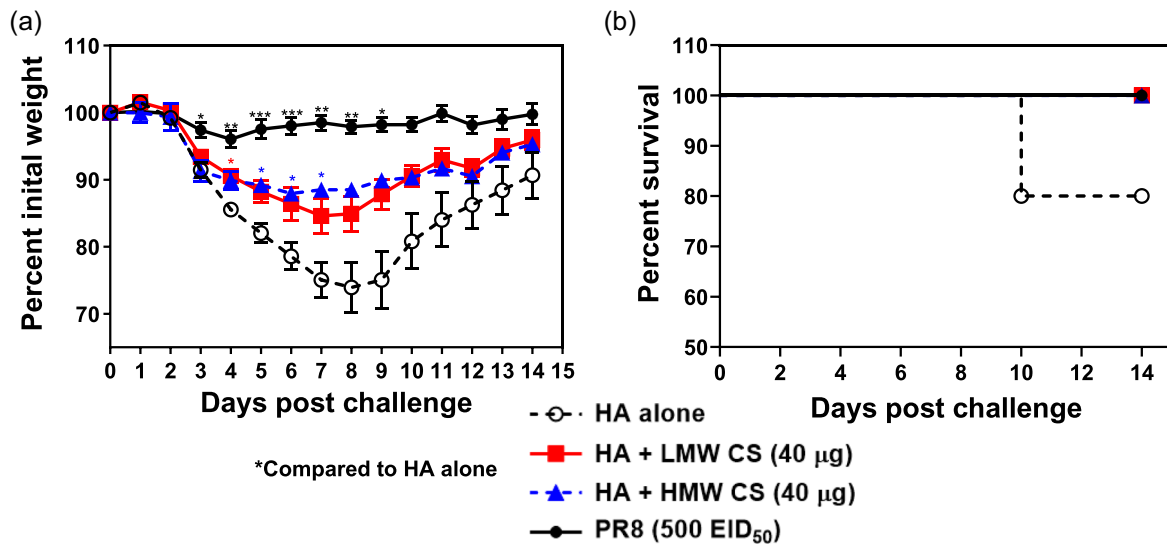 (a)
(b)
110
100
90
80
70
Percent inital weight
* ** *** *** ** ** *
* * * *
0 1 2 3 4 5 6 7 8 9 10 11 12 13 14 15
Days post challenge
110
100
90
80
70
60
50
Percent survival
0 2 4 6 8 10 12 14
Days post challenge
*Compared to HA alone
HA alone
HA + LMW CS (40 μg)
HA + HMW CS (40 μg)
PR8 (500 EID50)